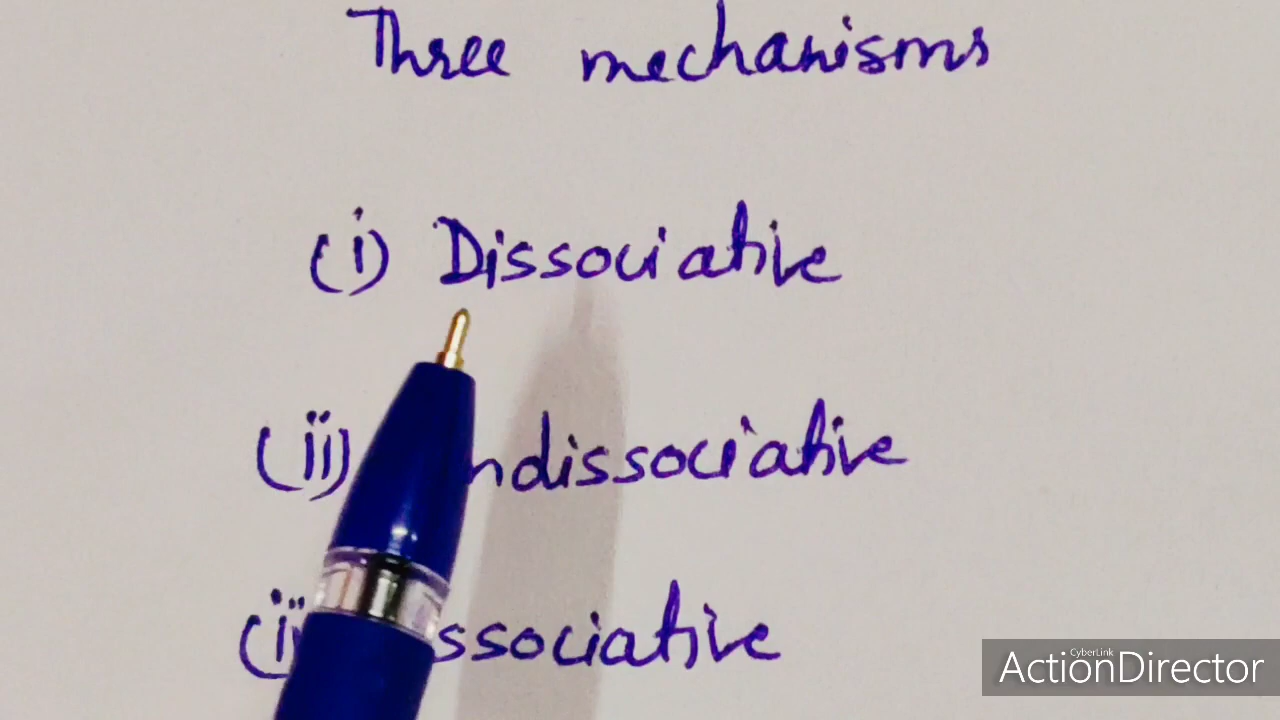 Three mechanisms
(i) Dissociative
(ii) ndissociative
ssociative
CyberLink
ActionDirector